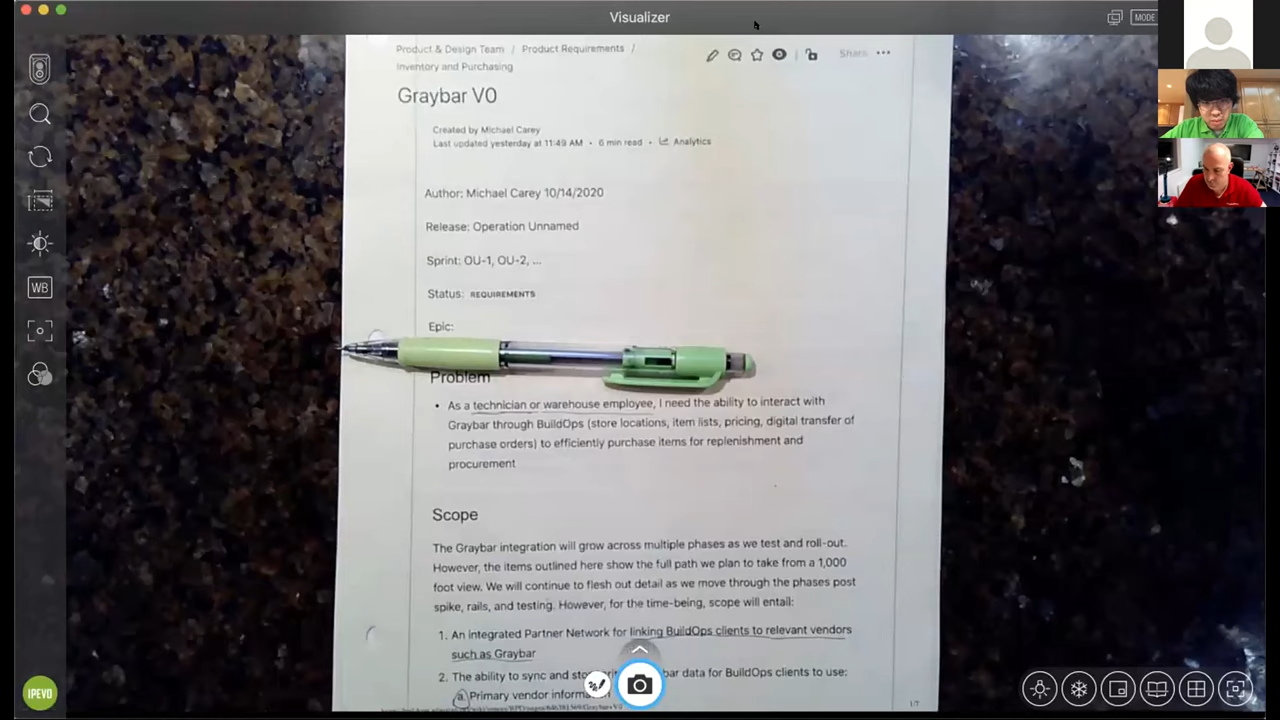 Visualizer
MODE
Product & Design Team / Product Requirements /
Inventory and Purchasing
Share
Graybar V0
Created by Michael Carey
Last updated yesterday at 11:49 AM • 6 min read • Analytics
Author: Michael Carey 10/14/2020
Release: Operation Unnamed
Sprint: OU-1, OU-2, ...
Status: REQUIREMENTS
Epic:
Problem
• As a technician or warehouse employee, I need the ability to interact with
Graybar through BuildOps (store locations, item lists, pricing, digital transfer of
purchase orders) to efficiently purchase items for replenishment and
procurement
Scope
The Graybar integration will grow across multiple phases as we test and roll-out.
However, the items outlined here show the full path we plan to take from a 1,000
foot view. We will continue to flesh out detail as we move through the phases post
spike, rails, and testing. However, for the time-being, scope will entail:
1. An integrated Partner Network for linking BuildOps clients to relevant vendors
such as Graybar
2. The ability to sync and data for BuildOps clients to use:
a. Primary vendor
1/7
WB
IPEVO